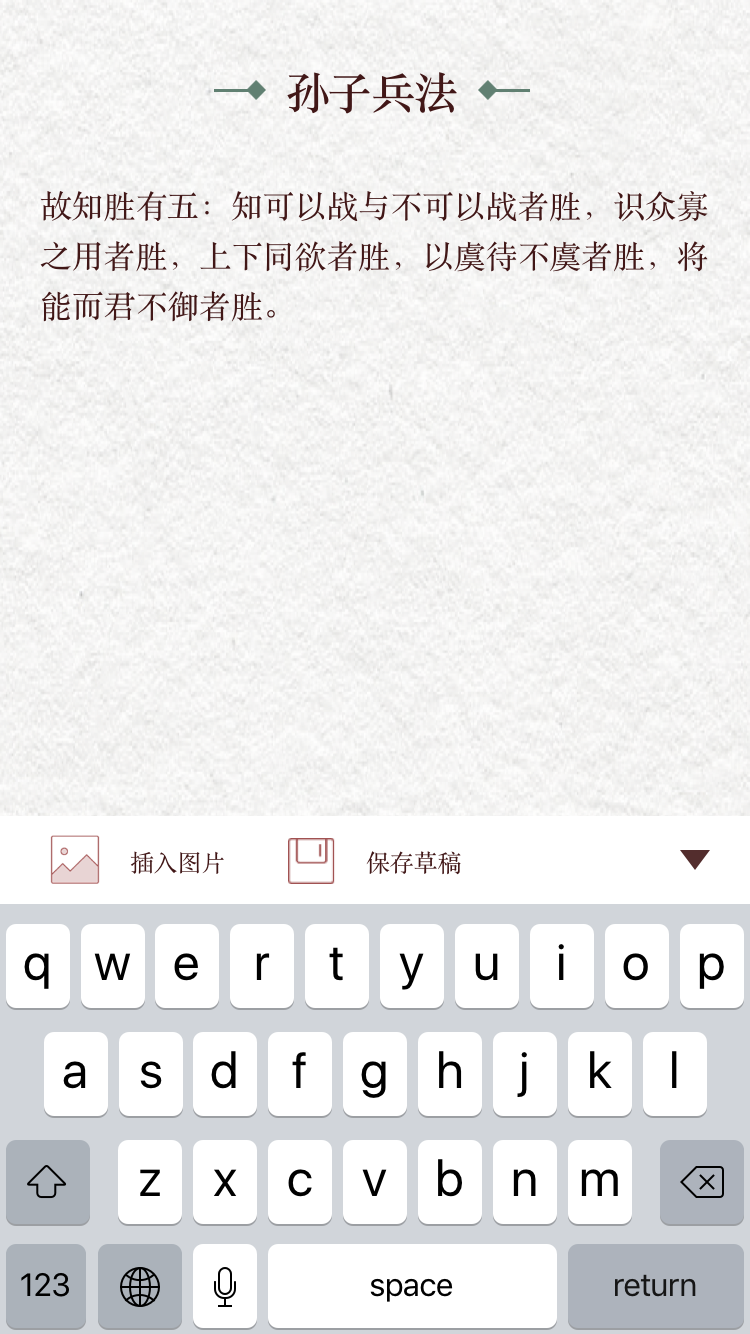 孙子兵法
故知胜有五：知可以战与不可以战者胜，识众寡
之用者胜，上下同欲者胜，以虞待不虞者胜，将
能而君不御者胜。
插入图片 保存草稿
q w e r t y u i o p
a s d f g h j k l
z x c v b n m
123 space return